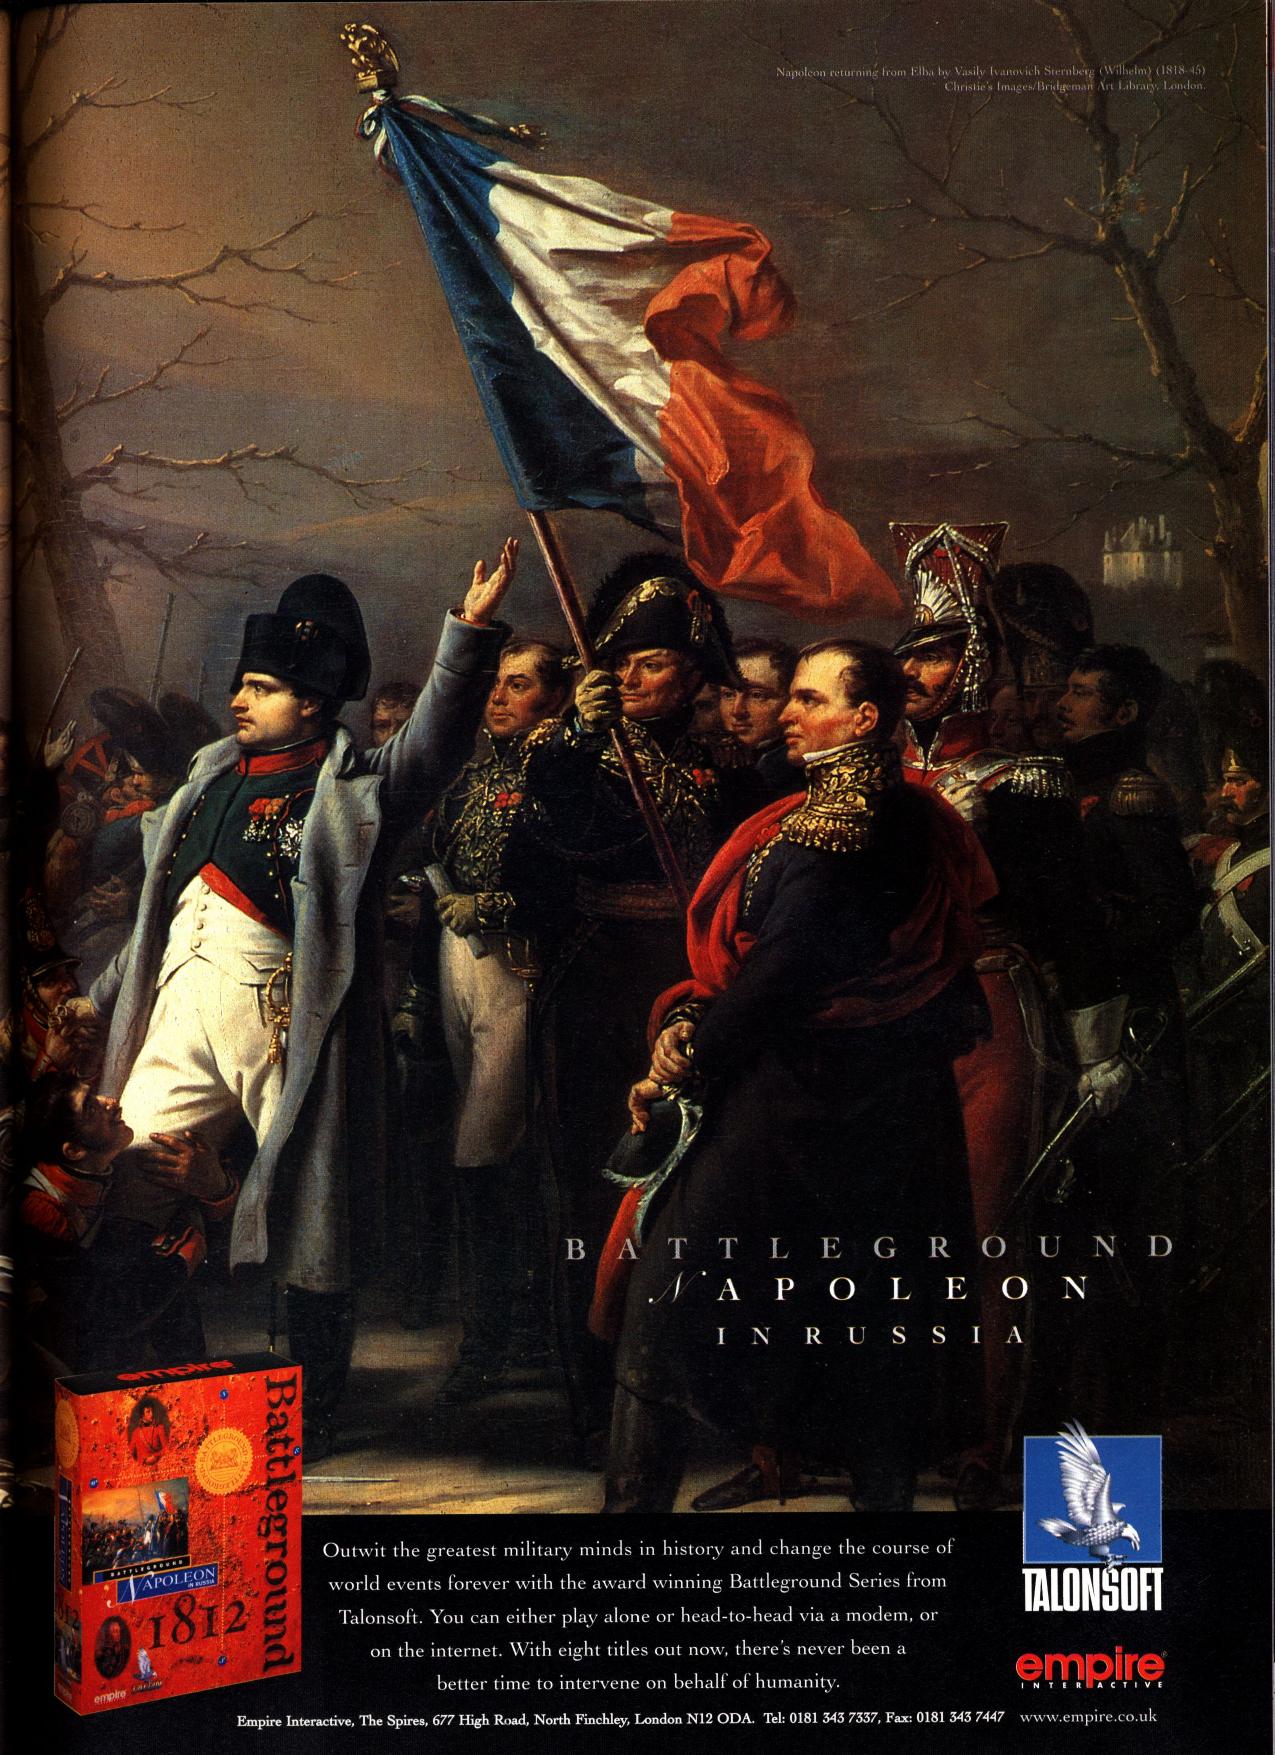 Napoleon returning from Elba by Vasily Ivanovich Sternberg (Wilhelm) (1818-45)
Christie's Images/Bridgeman Art Library, London.
BATTLEGROUND
NAPOLEON
IN RUSSIA
empire
Battleground
BATTLEGROUND
NAPOLEON
IN RUSSIA
1812
empire
Outwit the greatest military minds in history and change the course of
world events forever with the award winning Battleground Series from
Talonsoft. You can either play alone or head-to-head via a modem, or
on the internet. With eight titles out now, there's never been a
better time to intervene on behalf of humanity.
TALONSOFT
empire
INTERACTIVE
Empire Interactive, The Spires, 677 High Road, North Finchley, London N12 ODA. Tel: 0181 343 7337, Fax: 0181 343 7447 www.empire.co.uk